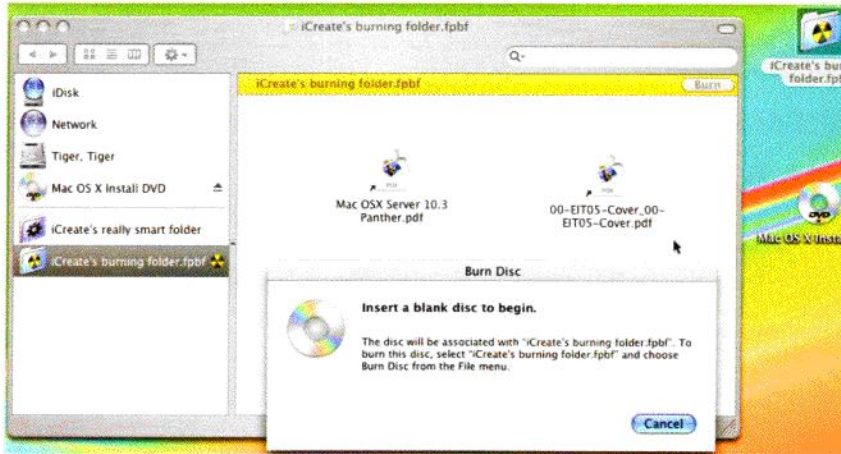 iCreate's burning folder.fpbf
Q-
iDisk
Network
Tiger, Tiger
Mac OS X Install DVD
iCreate's really smart folder
iCreate's burning folder.fpbf
iCreate's burning folder.fpbf
Burn
Mac OSX Server 10.3
Panther.pdf
00-EIT05-Cover_00-
EIT05-Cover.pdf
Burn Disc
Insert a blank disc to begin.
The disc will be associated with "iCreate's burning folder.fpbf". To
burn this disc, select "iCreate's burning folder.fpbf" and choose
Burn Disc from the File menu.
Cancel
iCreate's bur
folder.fpb
DVD
Mac OS X Insta